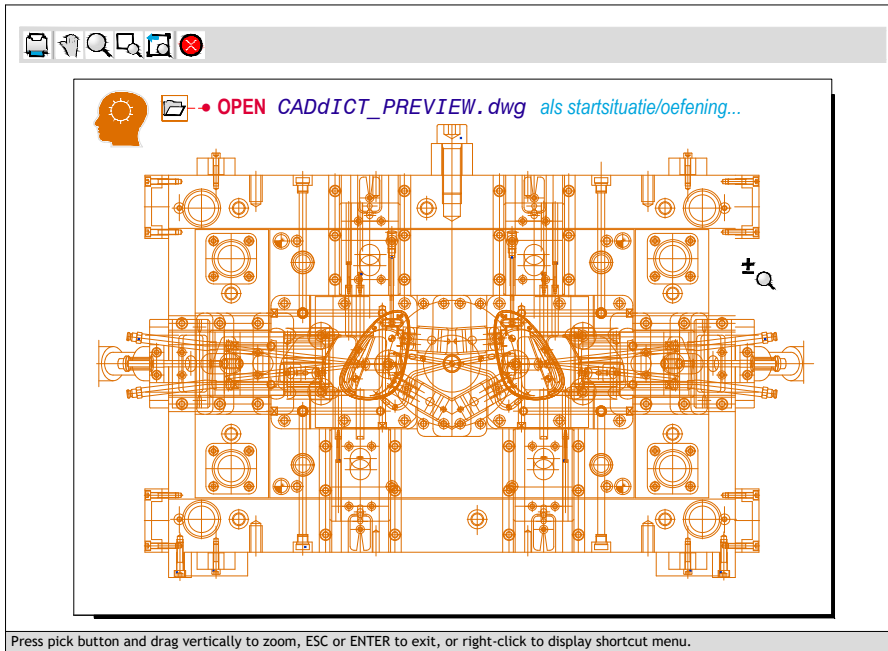 OPEN CADdICT_PREVIEW.dwg als startsituatie/oefening...
±
Press pick button and drag vertically to zoom, ESC or ENTER to exit, or right-click to display shortcut menu.